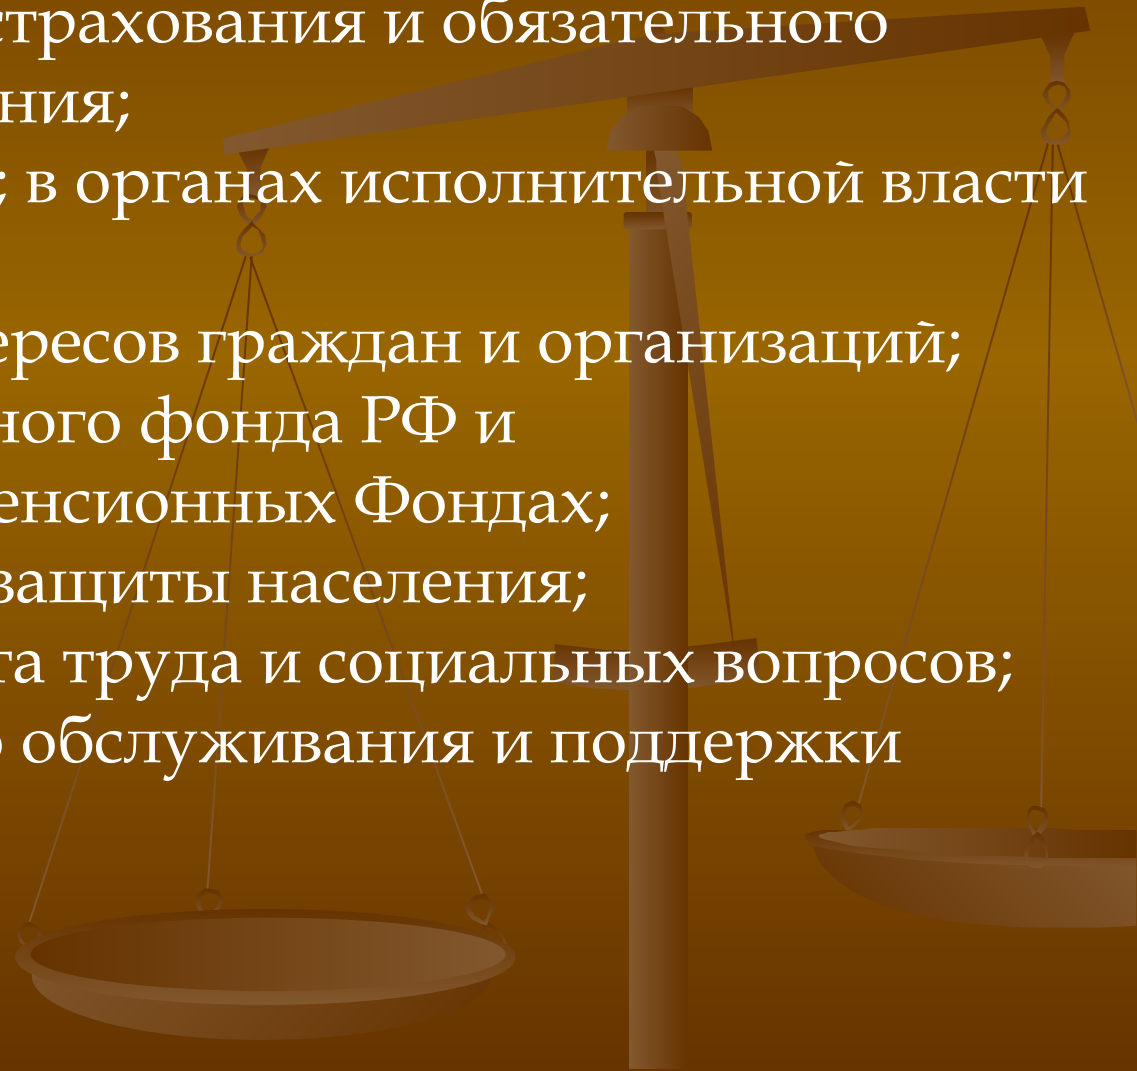 страхования и обязательного
ния;
; в органах исполнительной власти
ересов граждан и организаций;
ного фонда РФ и
енсионных Фондах;
защиты населения;
та труда и социальных вопросов;
обслуживания и поддержки